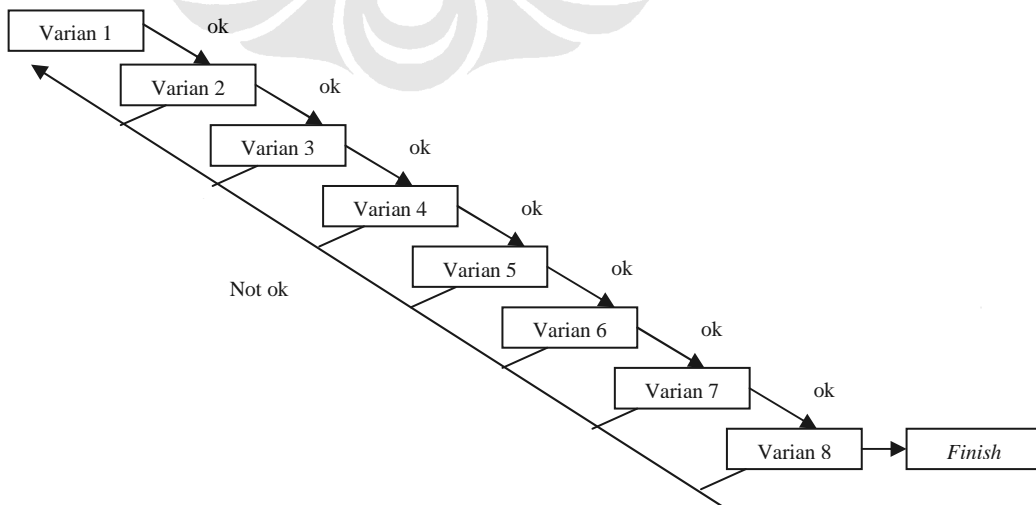 Varian 1
ok
Varian 2
ok
Varian 3
ok
Varian 4
ok
Varian 5
ok
Not ok
Varian 6
ok
Varian 7
ok
Varian 8
Finish